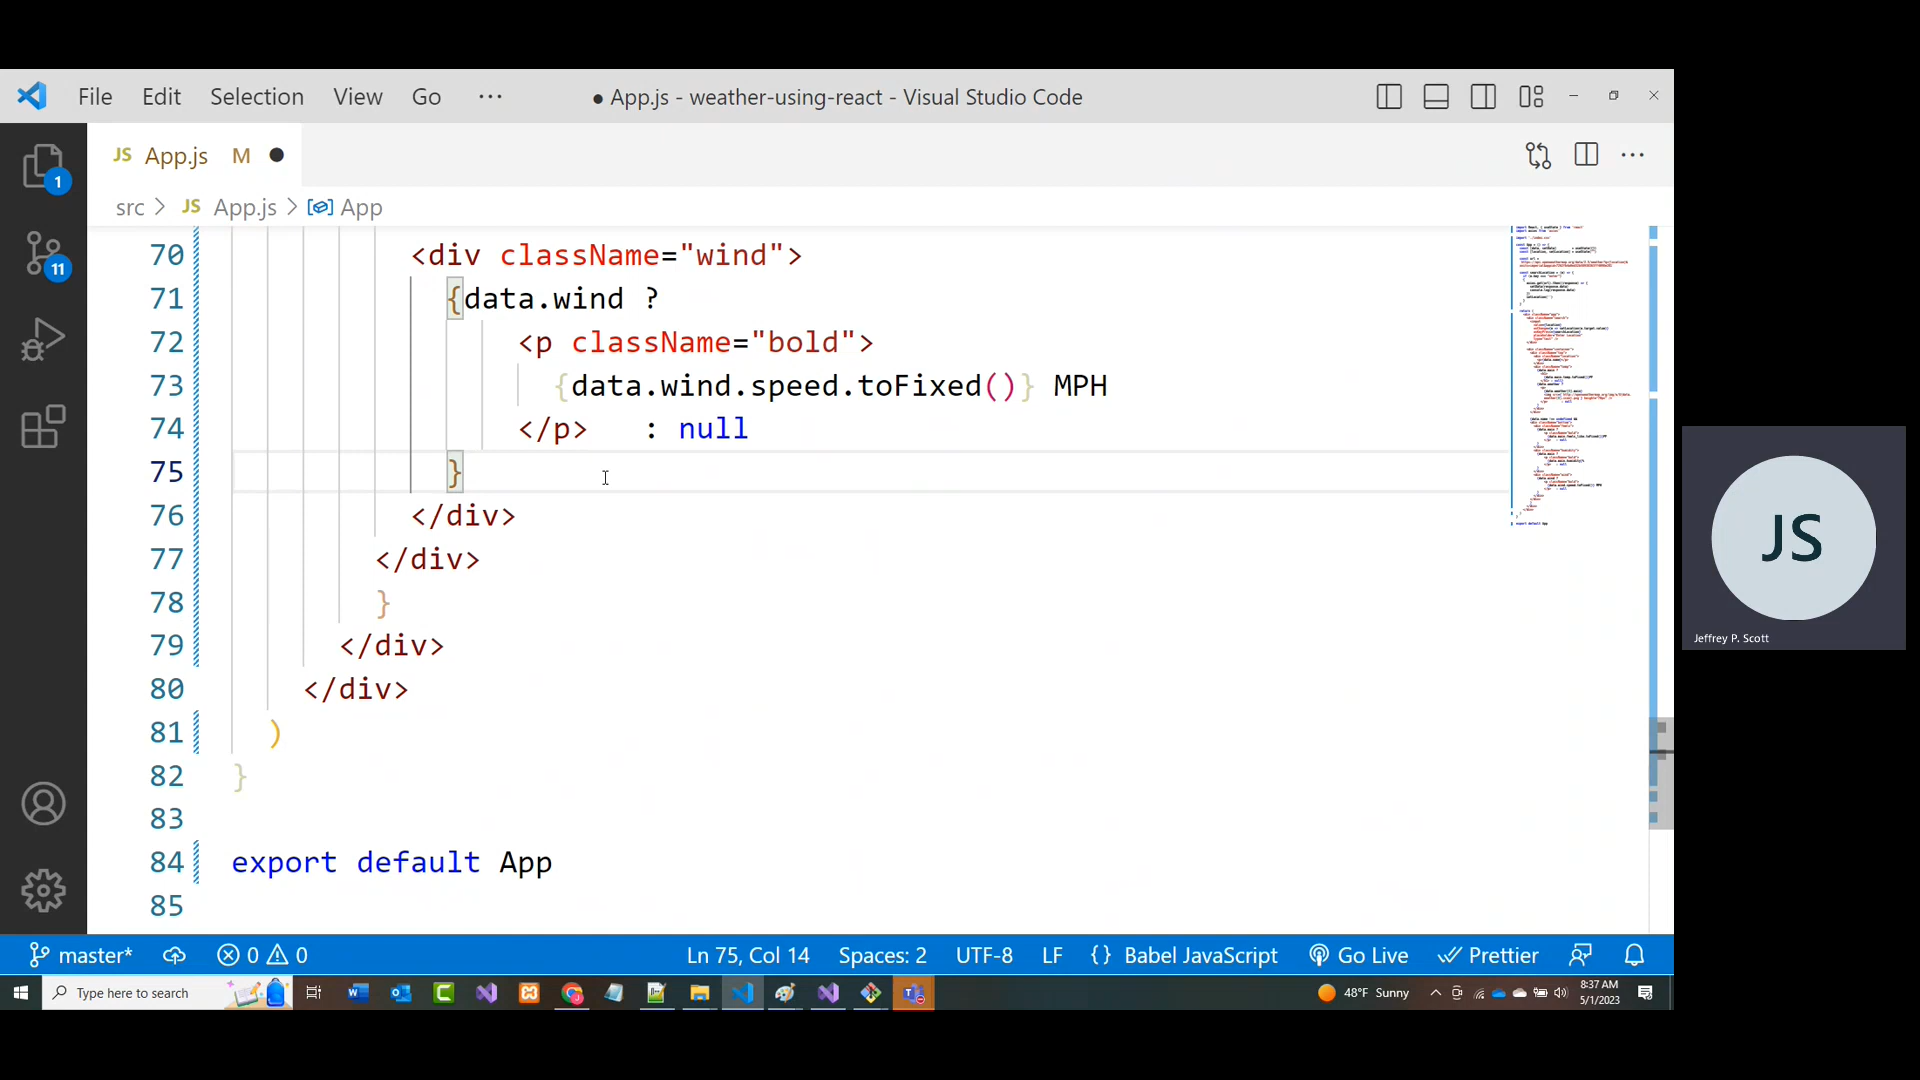 File Edit Selection View Go ··· ● App.js - weather-using-react - Visual Studio Code
JS App.js M ●
1
src > JS App.js > App
70 <div className="wind">
11
71 {data.wind ?
72 <p className="bold">
73 {data.wind.speed.toFixed()} MPH
74 </p> : null
75 }
76 </div>
77 </div>
78 }
79 </div>
80 </div>
81 )
82 }
83
84 export default App
85
JS
Jeffrey P. Scott
master* 0 0 Ln 75, Col 14 Spaces: 2 UTF-8 LF {} Babel JavaScript Go Live Prettier
Type here to search 48°F Sunny 8:37 AM
5/1/2023